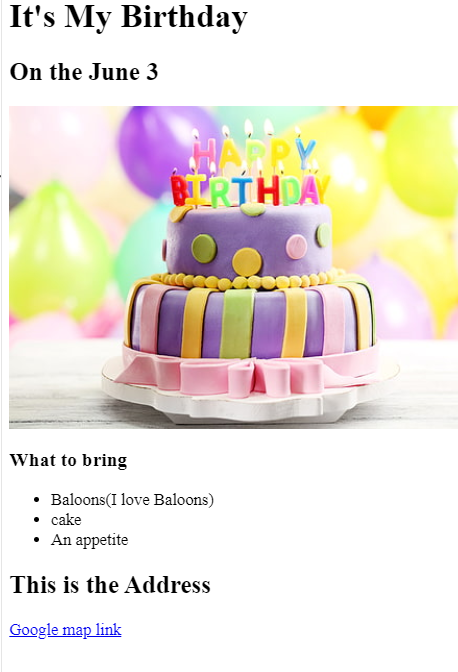 It's My Birthday
On the June 3
HAPPY
BIRTHDAY
What to bring
Baloons(I love Baloons)
cake
An appetite
This is the Address
Google map link